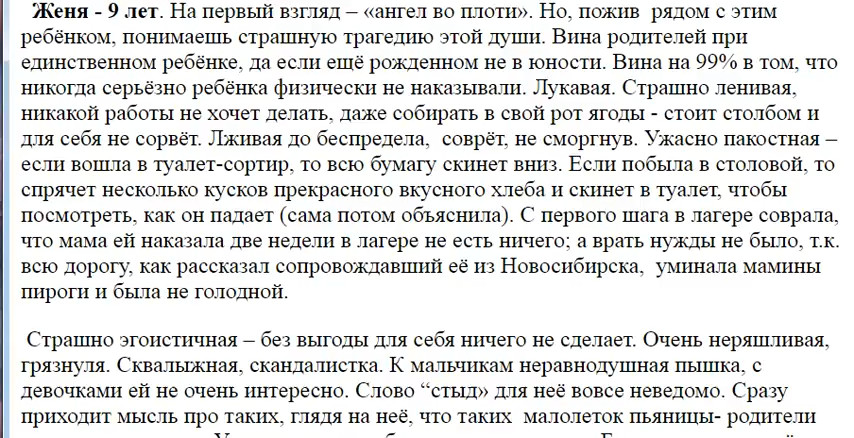 Женя - 9 лет. На первый взгляд – «ангел во плоти». Но, пожив рядом с этим
ребёнком, понимаешь страшную трагедию этой души. Вина родителей при
единственном ребёнке, да если ещё рожденном не в юности. Вина на 99% в том, что
никогда серьёзно ребёнка физически не наказывали. Лукавая. Страшно ленивая,
никакой работы не хочет делать, даже собирать в свой рот ягоды - стоит столбом и
для себя не сорвёт. Лживая до беспредела, соврёт, не сморгнув. Ужасно пакостная –
если вошла в туалет-сортир, то всю бумагу скинет вниз. Если побыла в столовой, то
спрячет несколько кусков прекрасного вкусного хлеба и скинет в туалет, чтобы
посмотреть, как он падает (сама потом объяснила). С первого шага в лагере соврала,
что мама ей наказала две недели в лагере не есть ничего; а врать нужды не было, т.к.
всю дорогу, как рассказал сопровождавший её из Новосибирска, уминала мамины
пироги и была не голодной.
Страшно эгоистичная – без выгоды для себя ничего не сделает. Очень неряшливая,
грязнуля. Сквалыжная, скандалистка. К мальчикам неравнодушная пышка, с
девочками ей не очень интересно. Слово “стыд» для неё вовсе неведомо. Сразу
приходит мысль про таких, глядя на неё, что таких малолеток пьяницы- родители